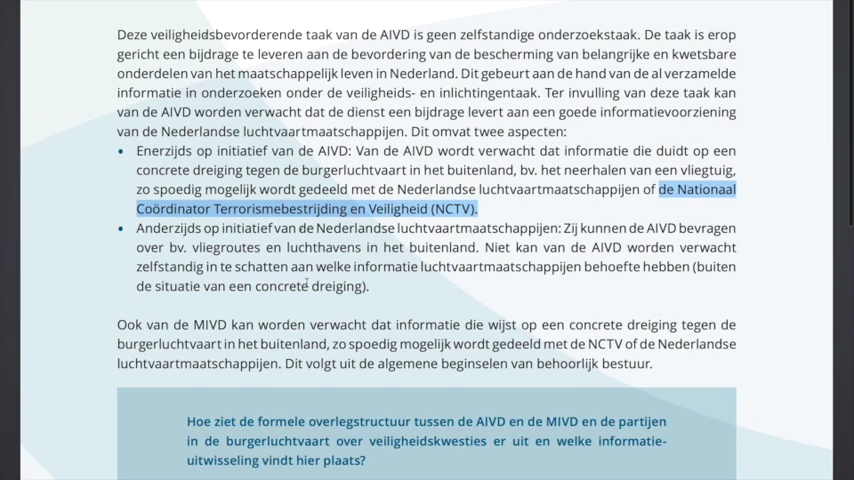 Deze veiligheidsbevorderende taak van de AIVD is geen zelfstandige onderzoekstaak. De taak is erop
gericht een bijdrage te leveren aan de bevordering van de bescherming van belangrijke en kwetsbare
onderdelen van het maatschappelijk leven in Nederland. Dit gebeurt aan de hand van de al verzamelde
informatie in onderzoeken onder de veiligheids- en inlichtingentaak. Ter invulling van deze taak kan
van de AIVD worden verwacht dat de dienst een bijdrage levert aan een goede informatievoorziening
van de Nederlandse luchtvaartmaatschappijen. Dit omvat twee aspecten:
• Enerzijds op initiatief van de AIVD: Van de AIVD wordt verwacht dat informatie die duidt op een
concrete dreiging tegen de burgerluchtvaart in het buitenland, bv. het neerhalen van een vliegtuig,
zo spoedig mogelijk wordt gedeeld met de Nederlandse luchtvaartmaatschappijen of de Nationaal
Coördinator Terrorismebestrijding en Veiligheid (NCTV).
• Anderzijds op initiatief van de Nederlandse luchtvaartmaatschappijen: Zij kunnen de AIVD bevragen
over bv. vliegroutes en luchthavens in het buitenland. Niet kan van de AIVD worden verwacht
zelfstandig in te schatten aan welke informatie luchtvaartmaatschappijen behoefte hebben (buiten
de situatie van een concrete dreiging).
Ook van de MIVD kan worden verwacht dat informatie die wijst op een concrete dreiging tegen de
burgerluchtvaart in het buitenland, zo spoedig mogelijk wordt gedeeld met de NCTV of de Nederlandse
luchtvaartmaatschappijen. Dit volgt uit de algemene beginselen van behoorlijk bestuur.
Hoe ziet de formele overlegstructuur tussen de AIVD en de MIVD en de partijen
in de burgerluchtvaart over veiligheidskwesties er uit en welke informatie-
uitwisseling vindt hier plaats?